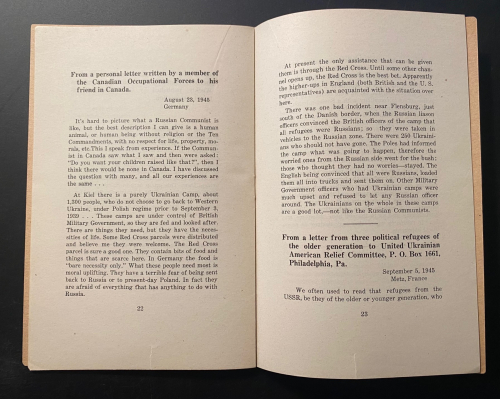 From a personal letter written by a member of
the Canadian Occupational Forces to his
friend in Canada.
August 23, 1945
Germany
It's hard to picture what a Russian Communist is
like, but the best description I can give is a human
animal, or human being without religion or the Ten
Commandments, with no respect for life, property, mo-
rals, etc. This I speak from experience. If the Commun-
ist in Canada saw what I saw and then were asked:
"Do you want your children raised like that?", then I
think there would be none in Canada. I have discussed
the question with many, and all our experiences are
the same . . .
At Kiel there is a purely Ukrainian Camp, about
1,300 people, who do not choose to go back to Western
Ukraine, under Polish regime prior to September 3,
1939 . . . These camps are under control of British
Military Government, so they are fed and looked after.
There are things they need, but they have the neces-
sities of life. Some Red Cross parcels were distributed
and believe me they were welcome. The Red Cross
parcel is sure a good one. They contain bits of food and
things that are scarce here. In Germany the food is
"bare necessity only." What these people need most is
moral uplifting. They have a terrible fear of being sent
back to Russia or to present-day Poland. In fact they
are afraid of everything that has anything to do with
Russia.
22
At present the only assistance that can be given
them is through the Red Cross. Until some other chan-
nel opens up, the Red Cross is the best bet. Apparently
the higher-ups in England (both British and the U. S.
representatives) are acquainted with the situation over
here.
There was one bad incident near Flensburg, just
south of the Danish border, when the Russian liason
officers convinced the British officers of the camp that
all refugees were Russians; so they were taken in
vehicles to the Russian zone. There were 250 Ukraini-
ans who should not have gone. The Poles had informed
the camp what was going to happen, therefore the
worried ones from the Russian side went for the bush;
those who thought they had no worries—stayed. The
English being convinced that all were Russians, loaded
them all into trucks and sent them on. Other Military
Government officers who had Ukrainian camps were
much upset and refused to let any Russian officer
around. The Ukrainians on the whole in these camps
are a good lot,—not like the Russian Communists.
From a letter from three political refugees of
the older generation to United Ukrainian
American Relief Committee, P. O. Box 1661,
Philadelphia, Pa.
September 5, 1945
Metz, France
We often used to read that refugees from the
USSR, be they of the older or younger generation, who
23